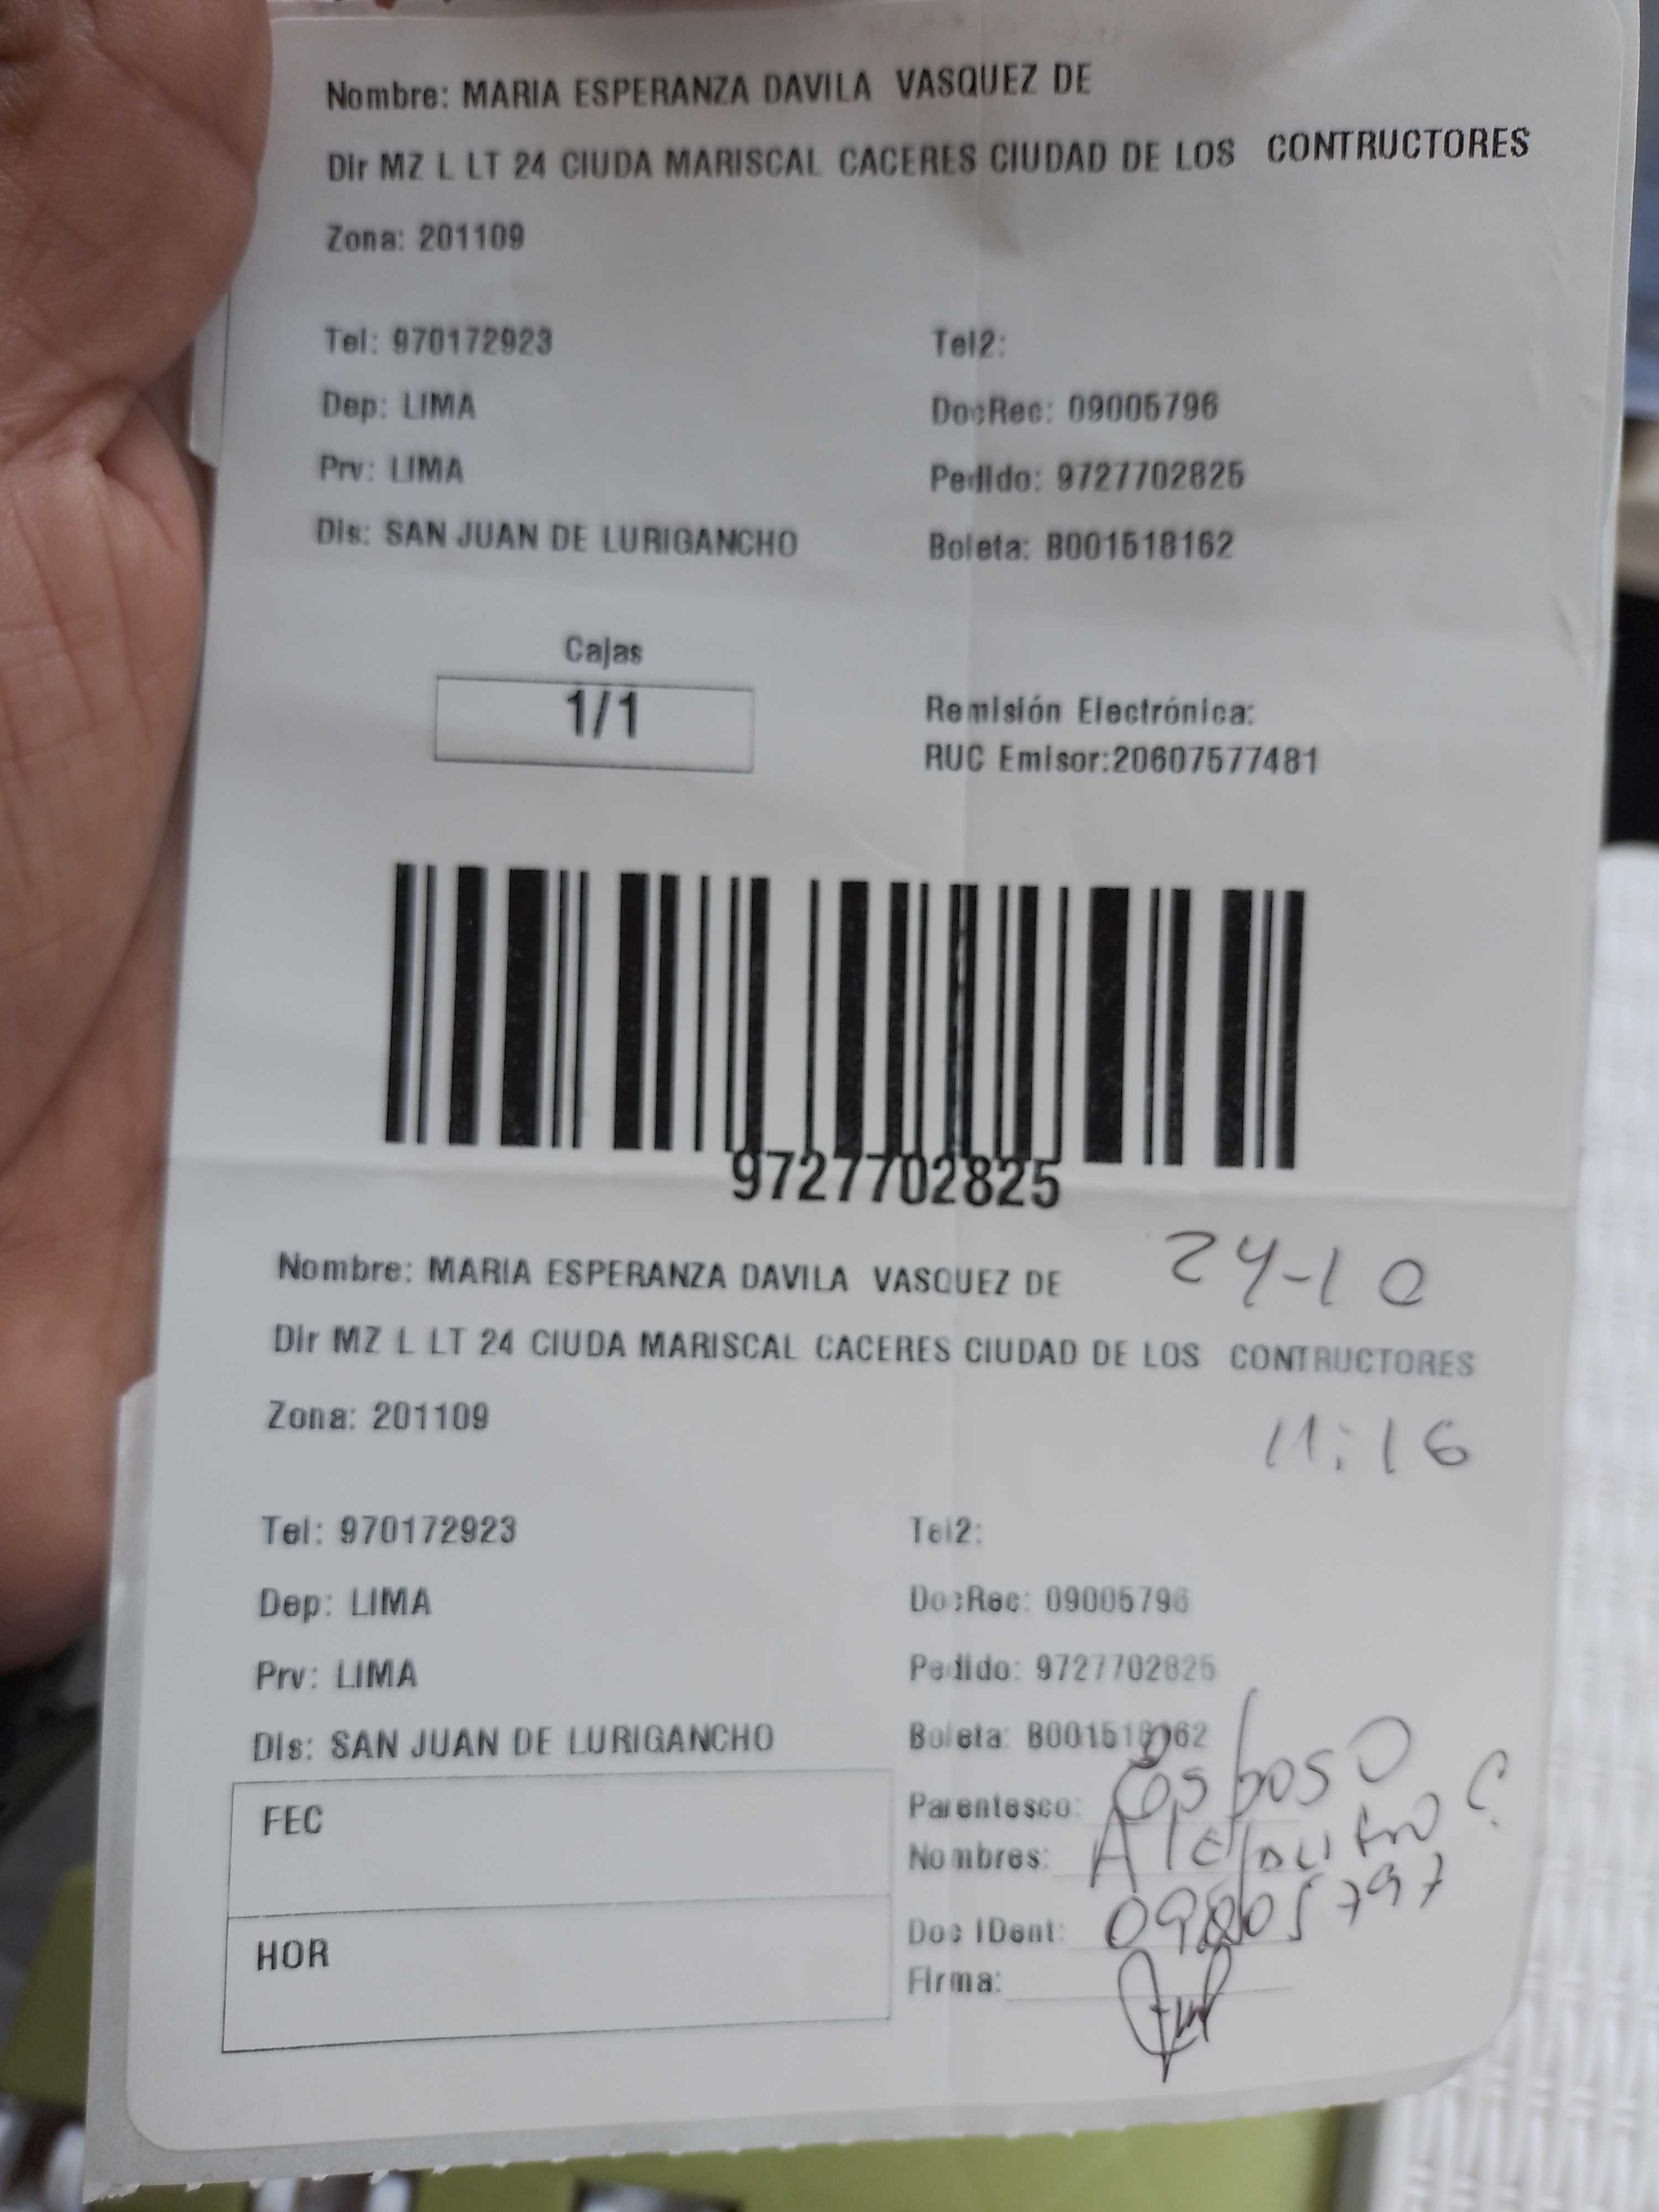 Nombre: MARIA ESPERANZA DAVILA VASQUEZ DE
Dir MZ L LT 24 CIUDA MARISCAL CACERES CIUDAD DE LOS CONTRUCTORES
Zona: 201109
Tel: 970172923 Tel2:
Dep: LIMA DocRec: 09005796
Prv: LIMA Pedido: 9727702825
Dis: SAN JUAN DE LURIGANCHO Boleta: B001518162
Cajas
1/1
Remisión Electrónica:
RUC Emisor:20607577481
9727702825
24-10
Nombre: MARIA ESPERANZA DAVILA VASQUEZ DE
Dir MZ L LT 24 CIUDA MARISCAL CACERES CIUDAD DE LOS CONTRUCTORES
Zona: 201109
11:16
Tel: 970172923 Tel2:
Dep: LIMA DocRec: 09005796
Prv: LIMA Pedido: 9727702825
Dis: SAN JUAN DE LURIGANCHO Boleta: B001518162
FEC
HOR
Parentesco: Esposo
Nombres:
Doc IDent:
Firma: